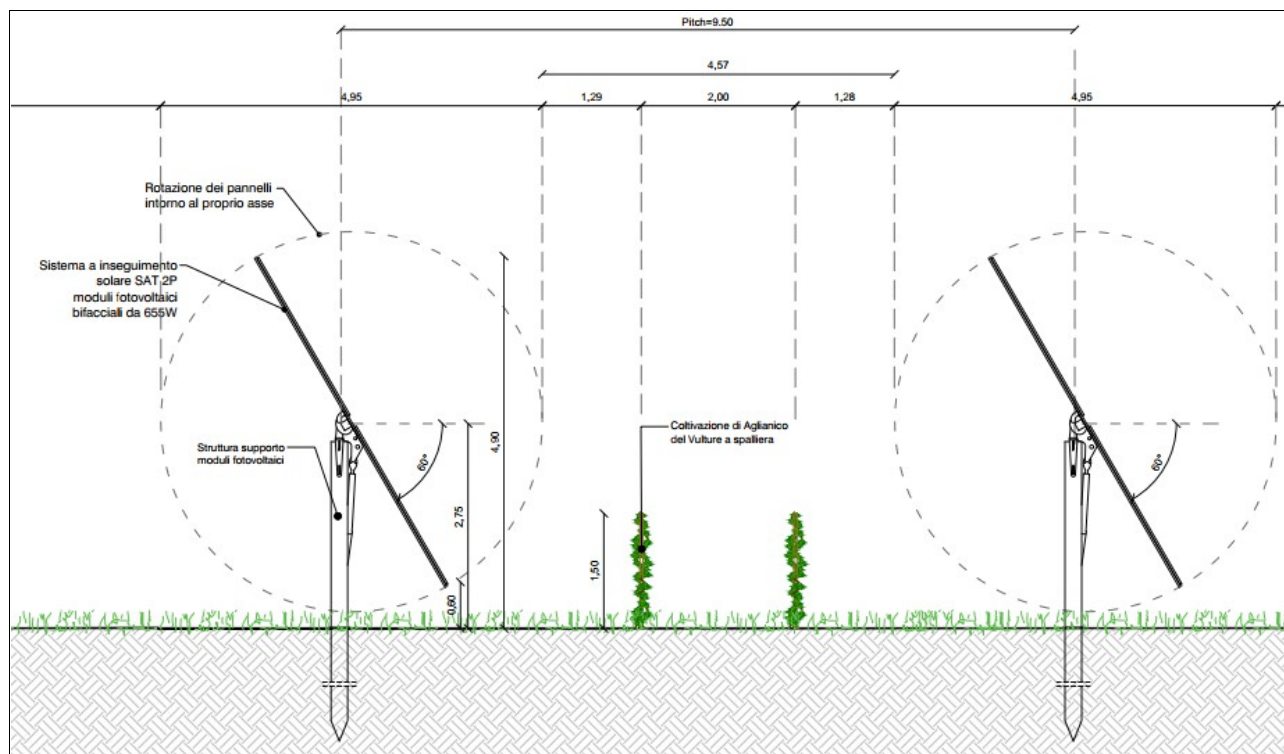 Pitch=9.50
4,57
4,95
1,29
2,00
1,28
4,95
Rotazione dei pannelli
intorno al proprio asse
Sistema a inseguimento
solare SAT 2P
moduli fotovoltaici
bifacciali da 655W
Struttura supporto
moduli fotovoltaici
60°
2,75
4,90
0,60
1,50
Coltivazione di Aglianico
del Vulture a spalliera
60°